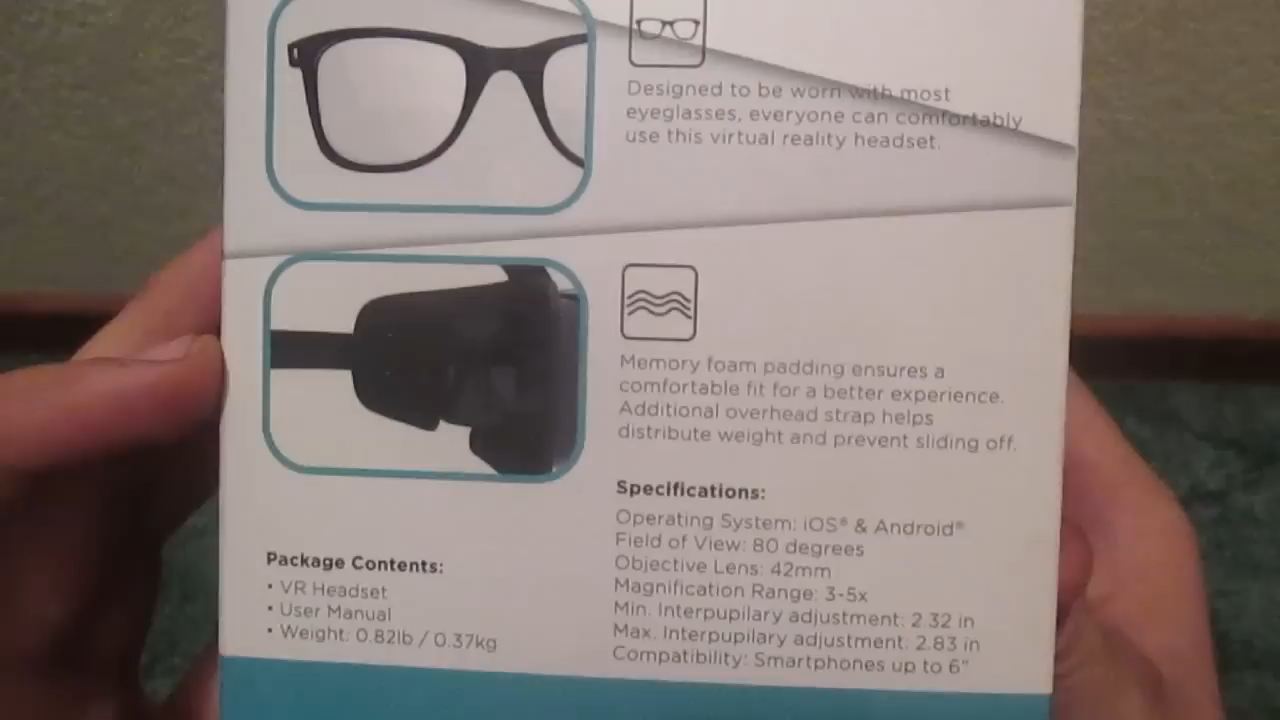 Designed to be worn with most
eyeglasses, everyone can comfortably
use this virtual reality headset.
Memory foam padding ensures a
comfortable fit for a better experience.
Additional overhead strap helps
distribute weight and prevent sliding off.
Specifications:
Operating System: iOS® & Android®
Field of View: 80 degrees
Objective Lens: 42mm
Magnification Range: 3-5x
Min. Interpupilary adjustment: 2.32 in
Max. Interpupilary adjustment: 2.83 in
Compatibility: Smartphones up to 6"
Package Contents:
• VR Headset
• User Manual
• Weight: 0.82lb / 0.37kg